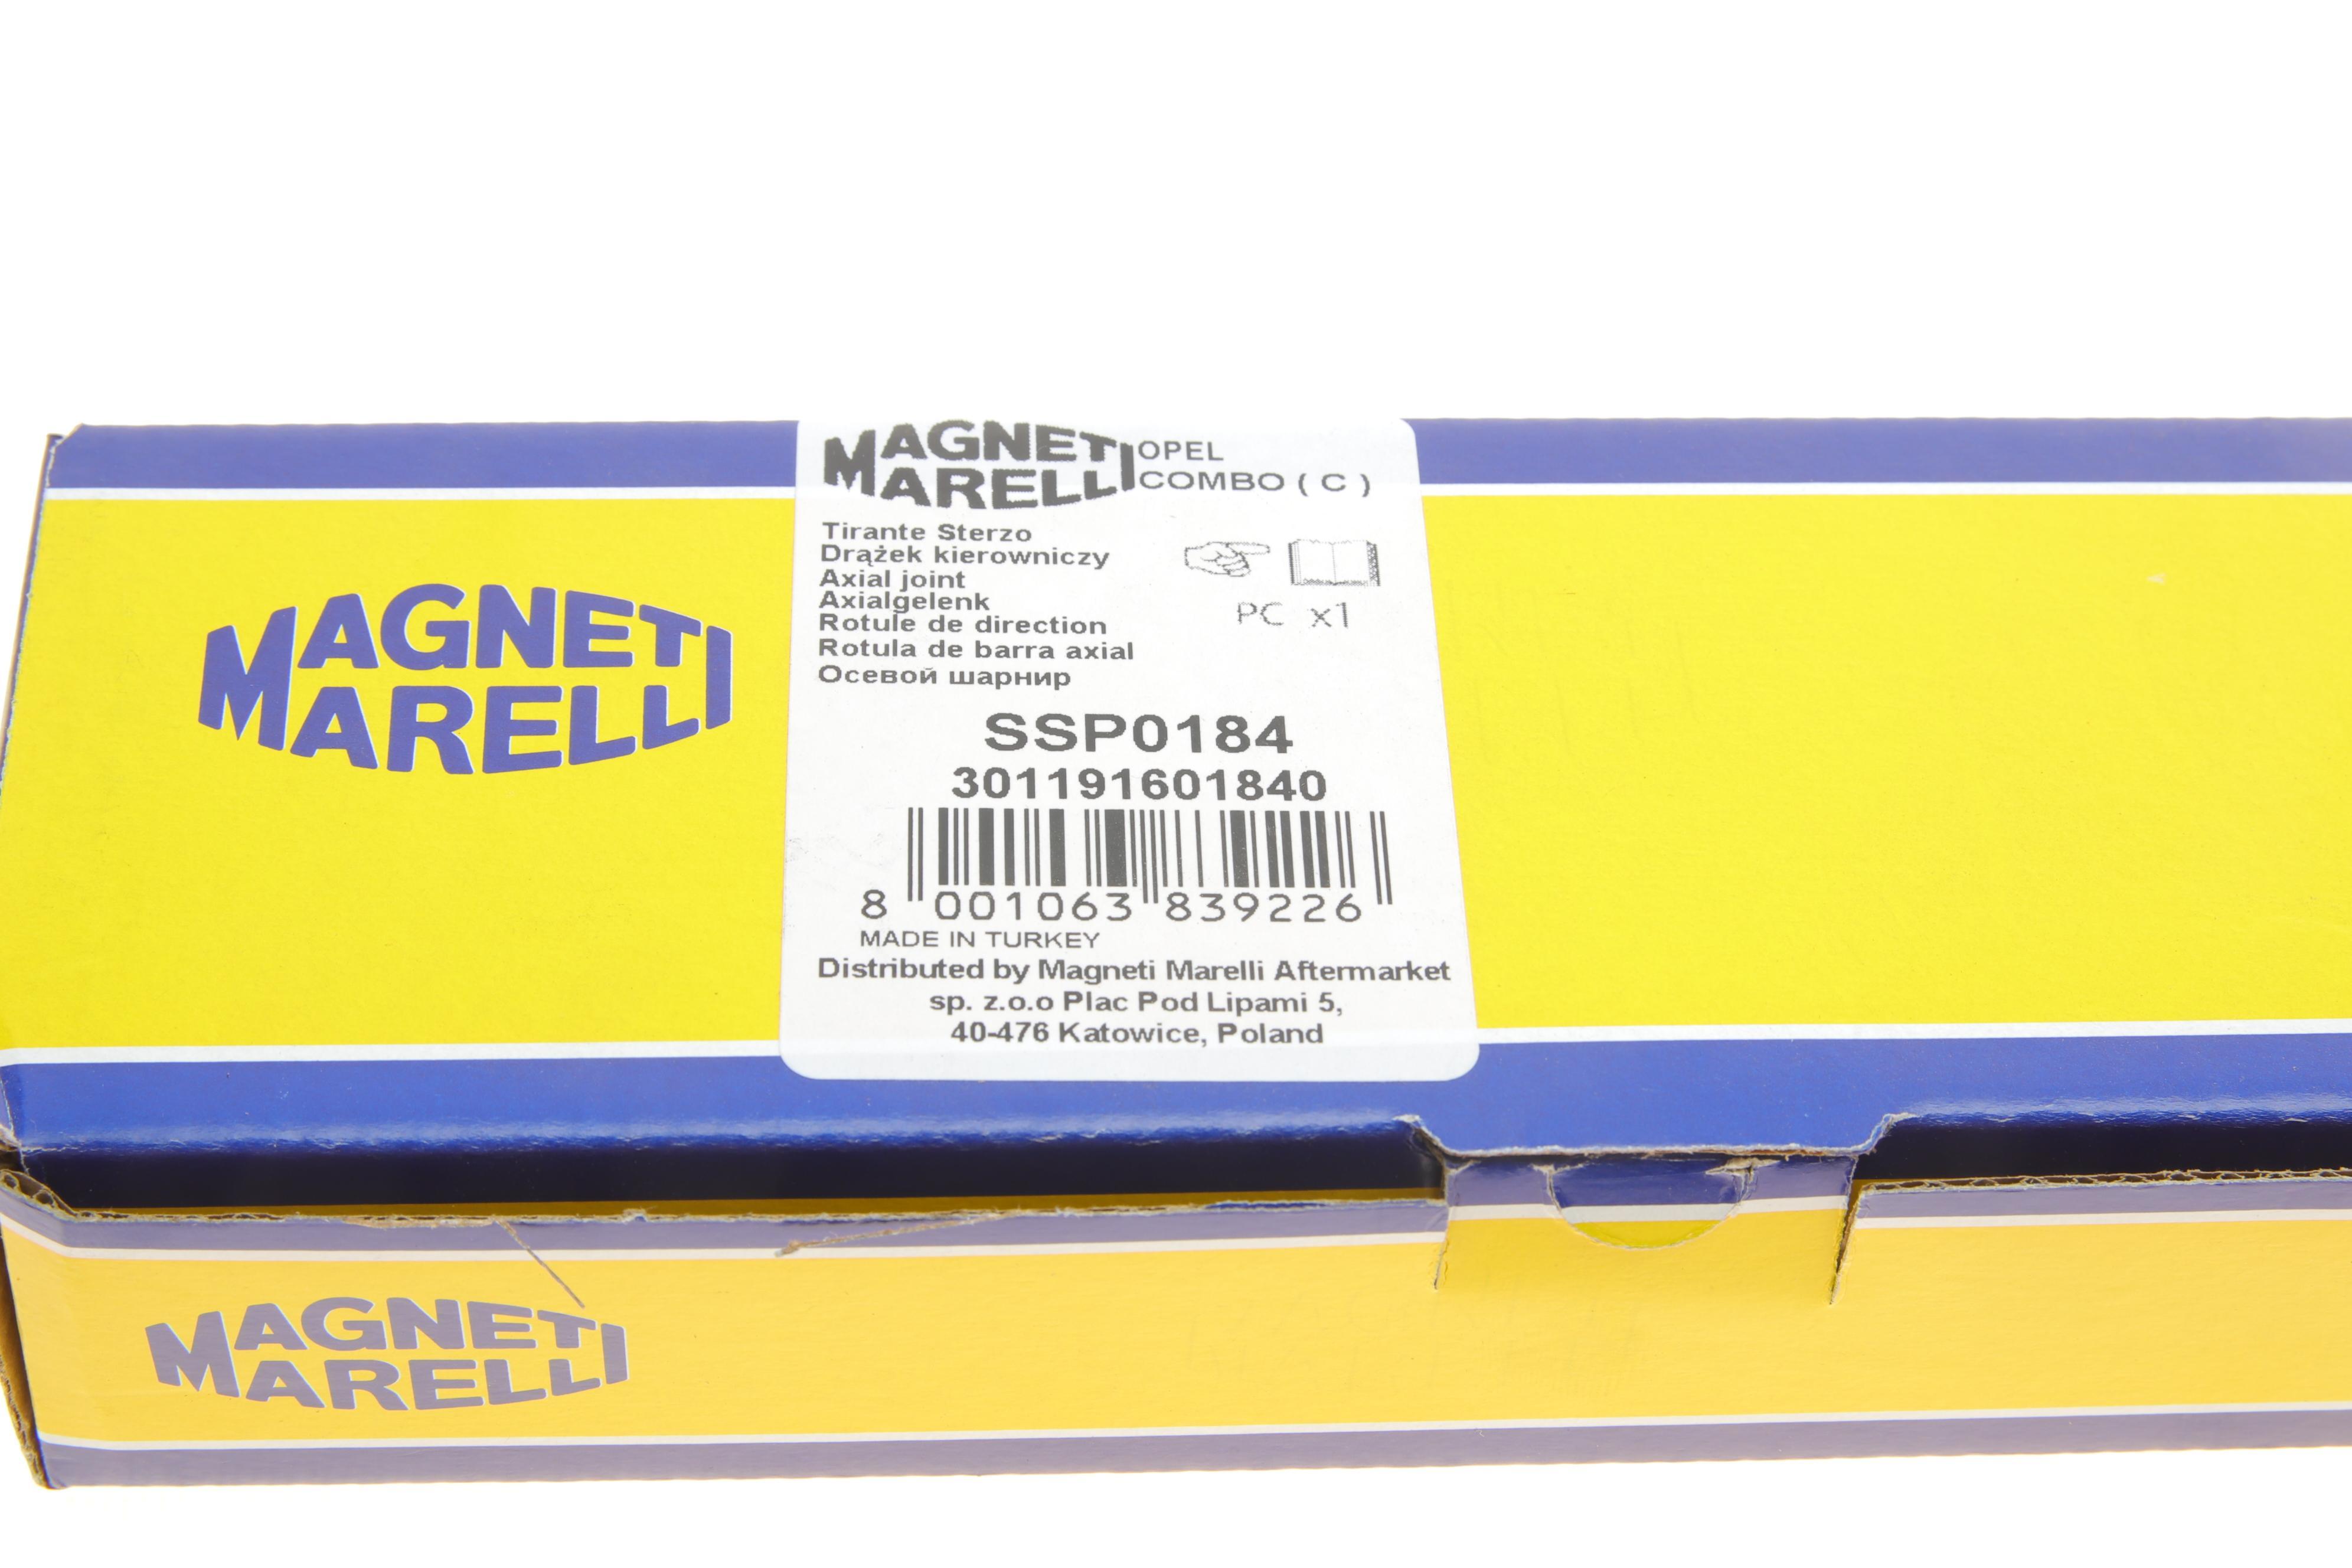 MAGNETI
MARELLI
OPEL
COMBO ( C )
Tirante Sterzo
Drążek kierowniczy
Axial joint
Axialgelenk
Rotule de direction
Rotula de barra axial
Осевой шарнир
PC x1
SSP0184
301191601840
8 001063 839226
MADE IN TURKEY
Distributed by Magneti Marelli Aftermarket
sp. z.o.o Plac Pod Lipami 5,
40-476 Katowice, Poland
MAGNETI
MARELLI
MAGNETI
MARELLI